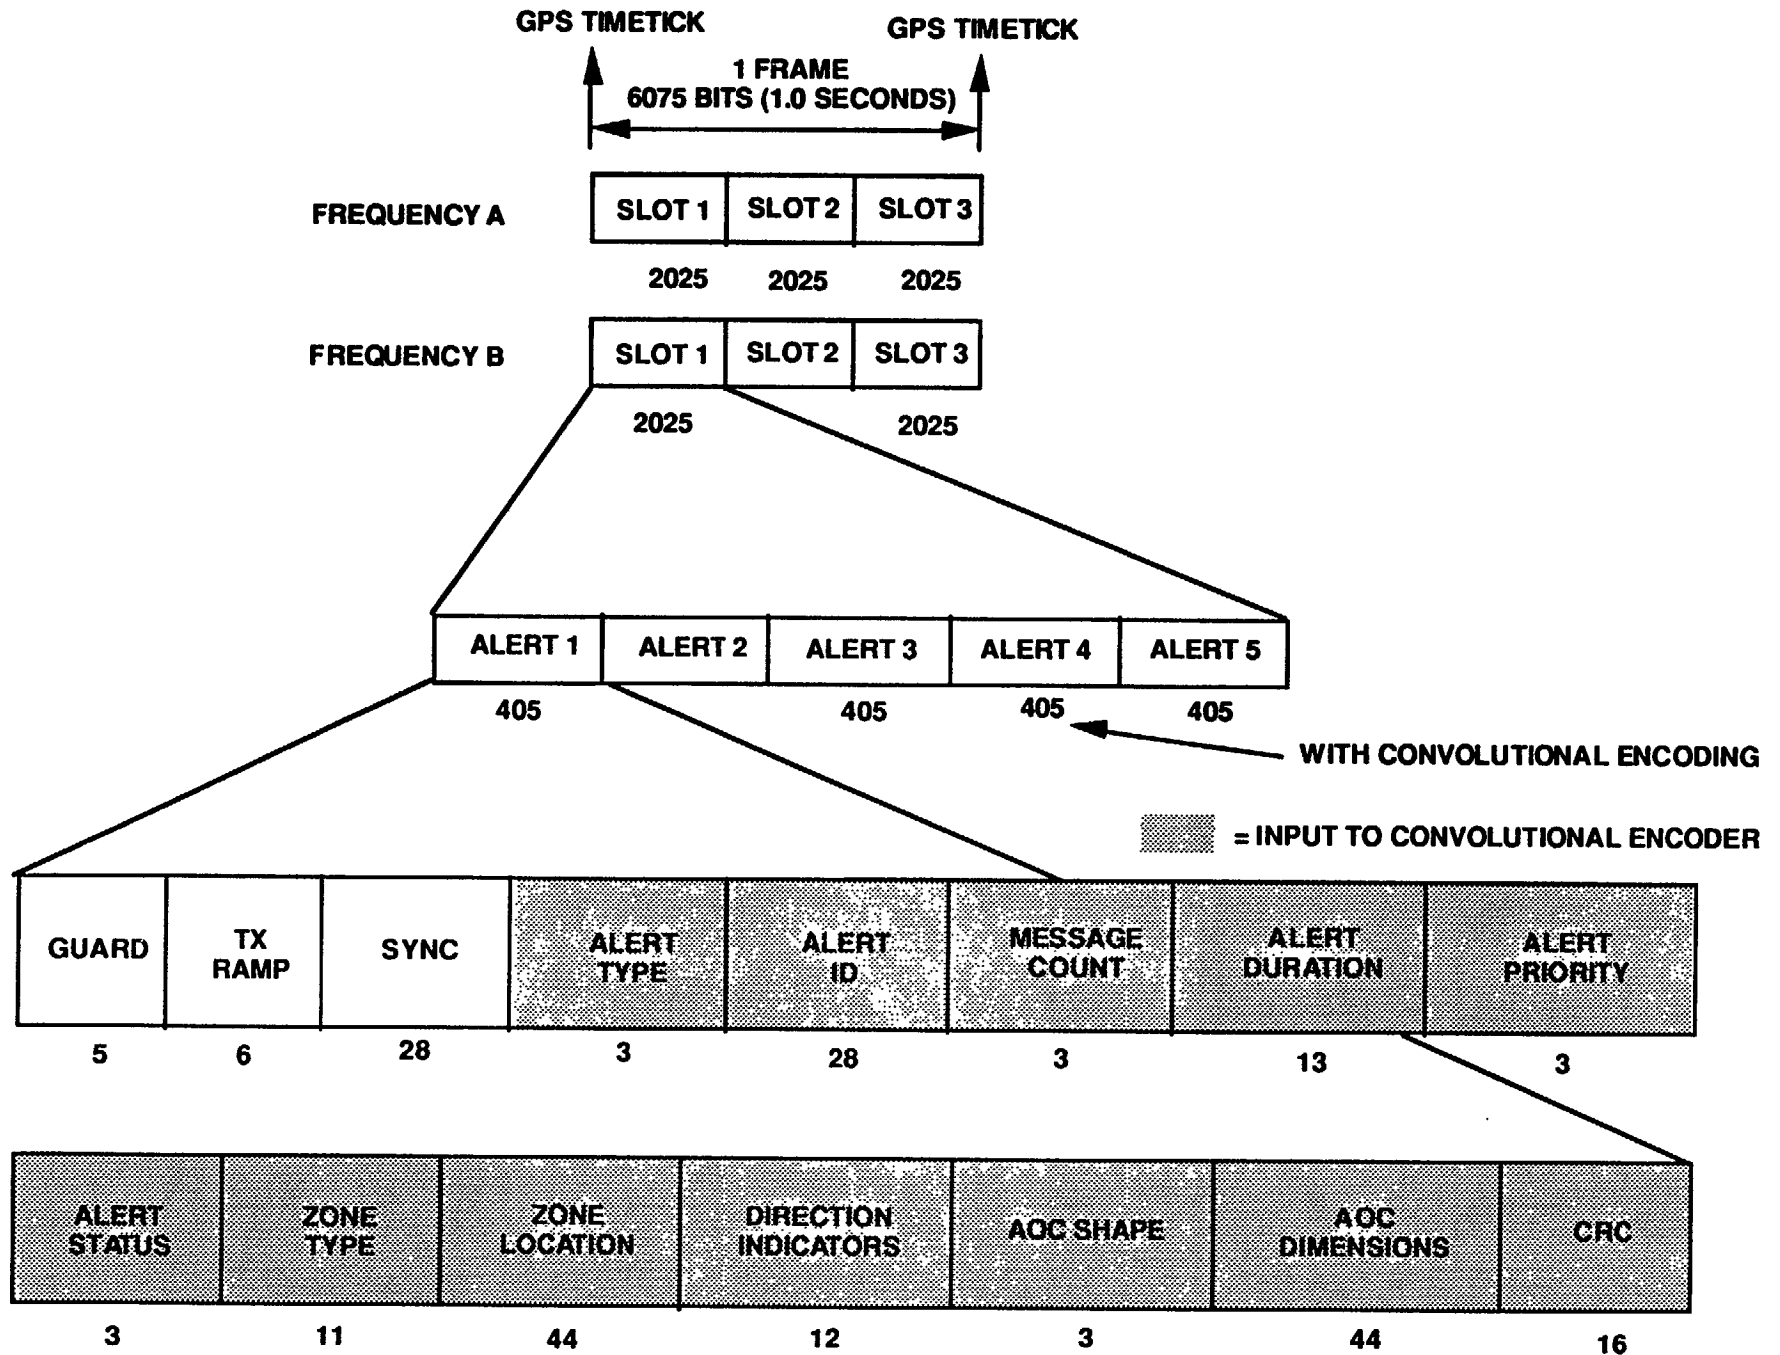 GPS TIMETICK
GPS TIMETICK
1 FRAME
6075 BITS (1.0 SECONDS)
FREQUENCY A
SLOT 1
SLOT 2
SLOT 3
2025
2025
2025
FREQUENCY B
SLOT 1
SLOT 2
SLOT 3
2025
2025
ALERT 1
ALERT 2
ALERT 3
ALERT 4
ALERT 5
405
405
405
405
WITH CONVOLUTIONAL ENCODING
= INPUT TO CONVOLUTIONAL ENCODER
GUARD
TX
RAMP
SYNC
ALERT
TYPE
ALERT
ID
MESSAGE
COUNT
ALERT
DURATION
ALERT
PRIORITY
5
6
28
3
28
3
13
3
ALERT
STATUS
ZONE
TYPE
ZONE
LOCATION
DIRECTION
INDICATORS
AOC SHAPE
AOC
DIMENSIONS
CRC
3
11
44
12
3
44
16